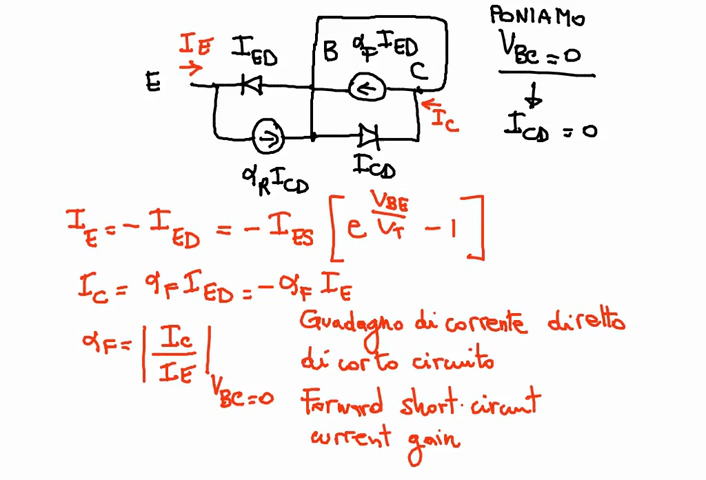 PONIAMO
V_BC = 0
↓
I_CD = 0
I_E
I_ED
B
α_F I_ED
E
C
I_C
α_R I_CD
I_CD
I_E = - I_ED = - I_ES [ e^(V_BE/V_T) - 1 ]
I_C = α_F I_ED = - α_F I_E
α_F = | I_C / I_E |_V_BC = 0
Guadagno di corrente diretto
di corto circuito
Forward short-circuit
current gain